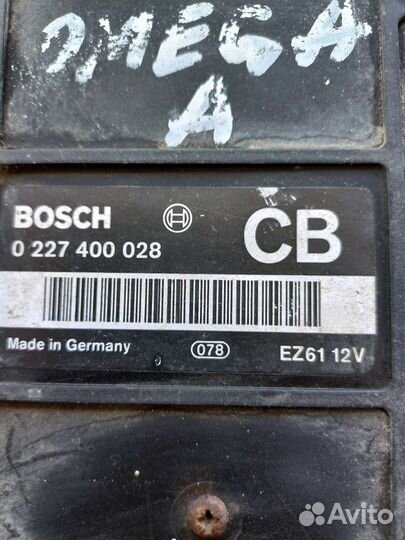 OMEGA
A
BOSCH
0 227 400 028
CB
Made in Germany
078
EZ61 12V
Avito